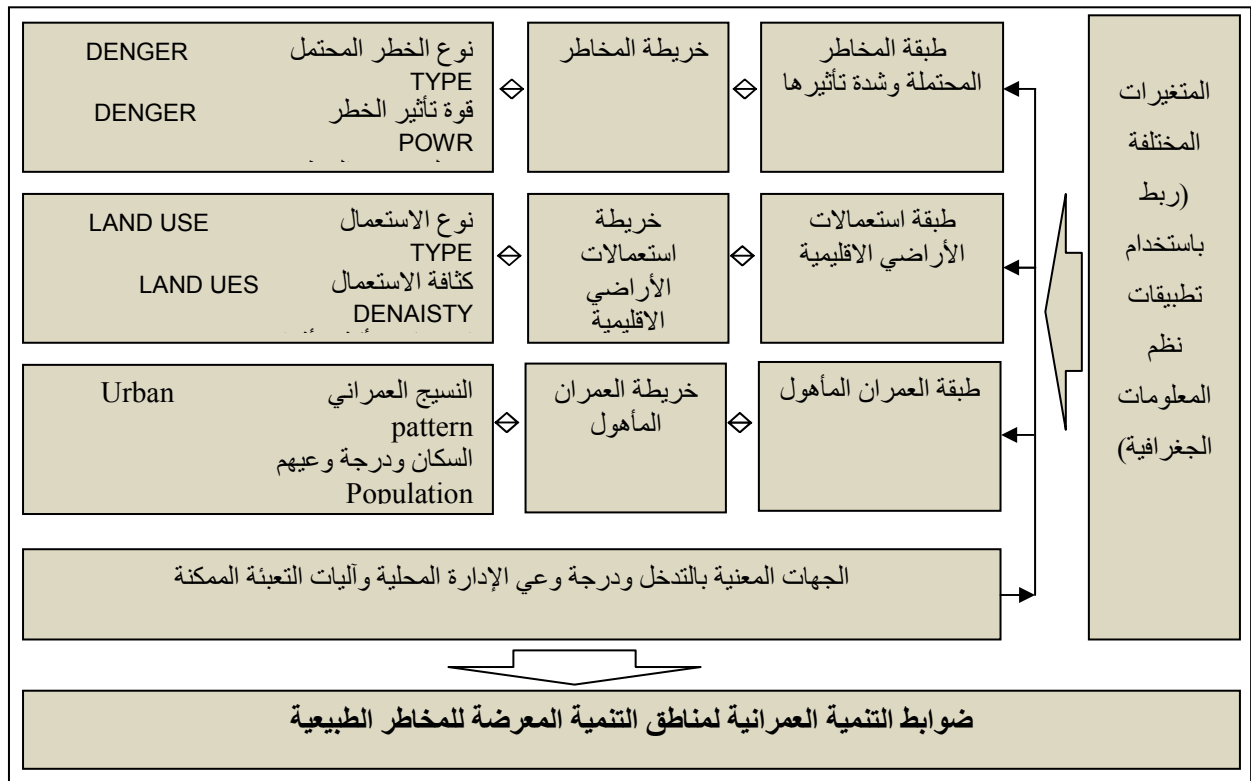 المتغيرات
المختلفة
(ربط
باستخدام
تطبيقات
نظم
المعلومات
الجغرافية)
طبقة المخاطر
المحتملة وشدة تأثيرها
خريطة المخاطر
نوع الخطر المحتمل DENGER
TYPE
قوة تأثير الخطر DENGER
POWR
طبقة استعمالات
الأراضي الاقليمية
خريطة
استعمالات
الأراضي
الاقليمية
نوع الاستعمال LAND USE
TYPE
كثافة الاستعمال LAND UES
DENAISTY
طبقة العمران المأهول
خريطة العمران
المأهول
النسيج العمراني Urban
pattern
السكان ودرجة وعيهم
Population
الجهات المعنية بالتدخل ودرجة وعي الإدارة المحلية وآليات التعبئة الممكنة
ضوابط التنمية العمرانية لمناطق التنمية المعرضة للمخاطر الطبيعية